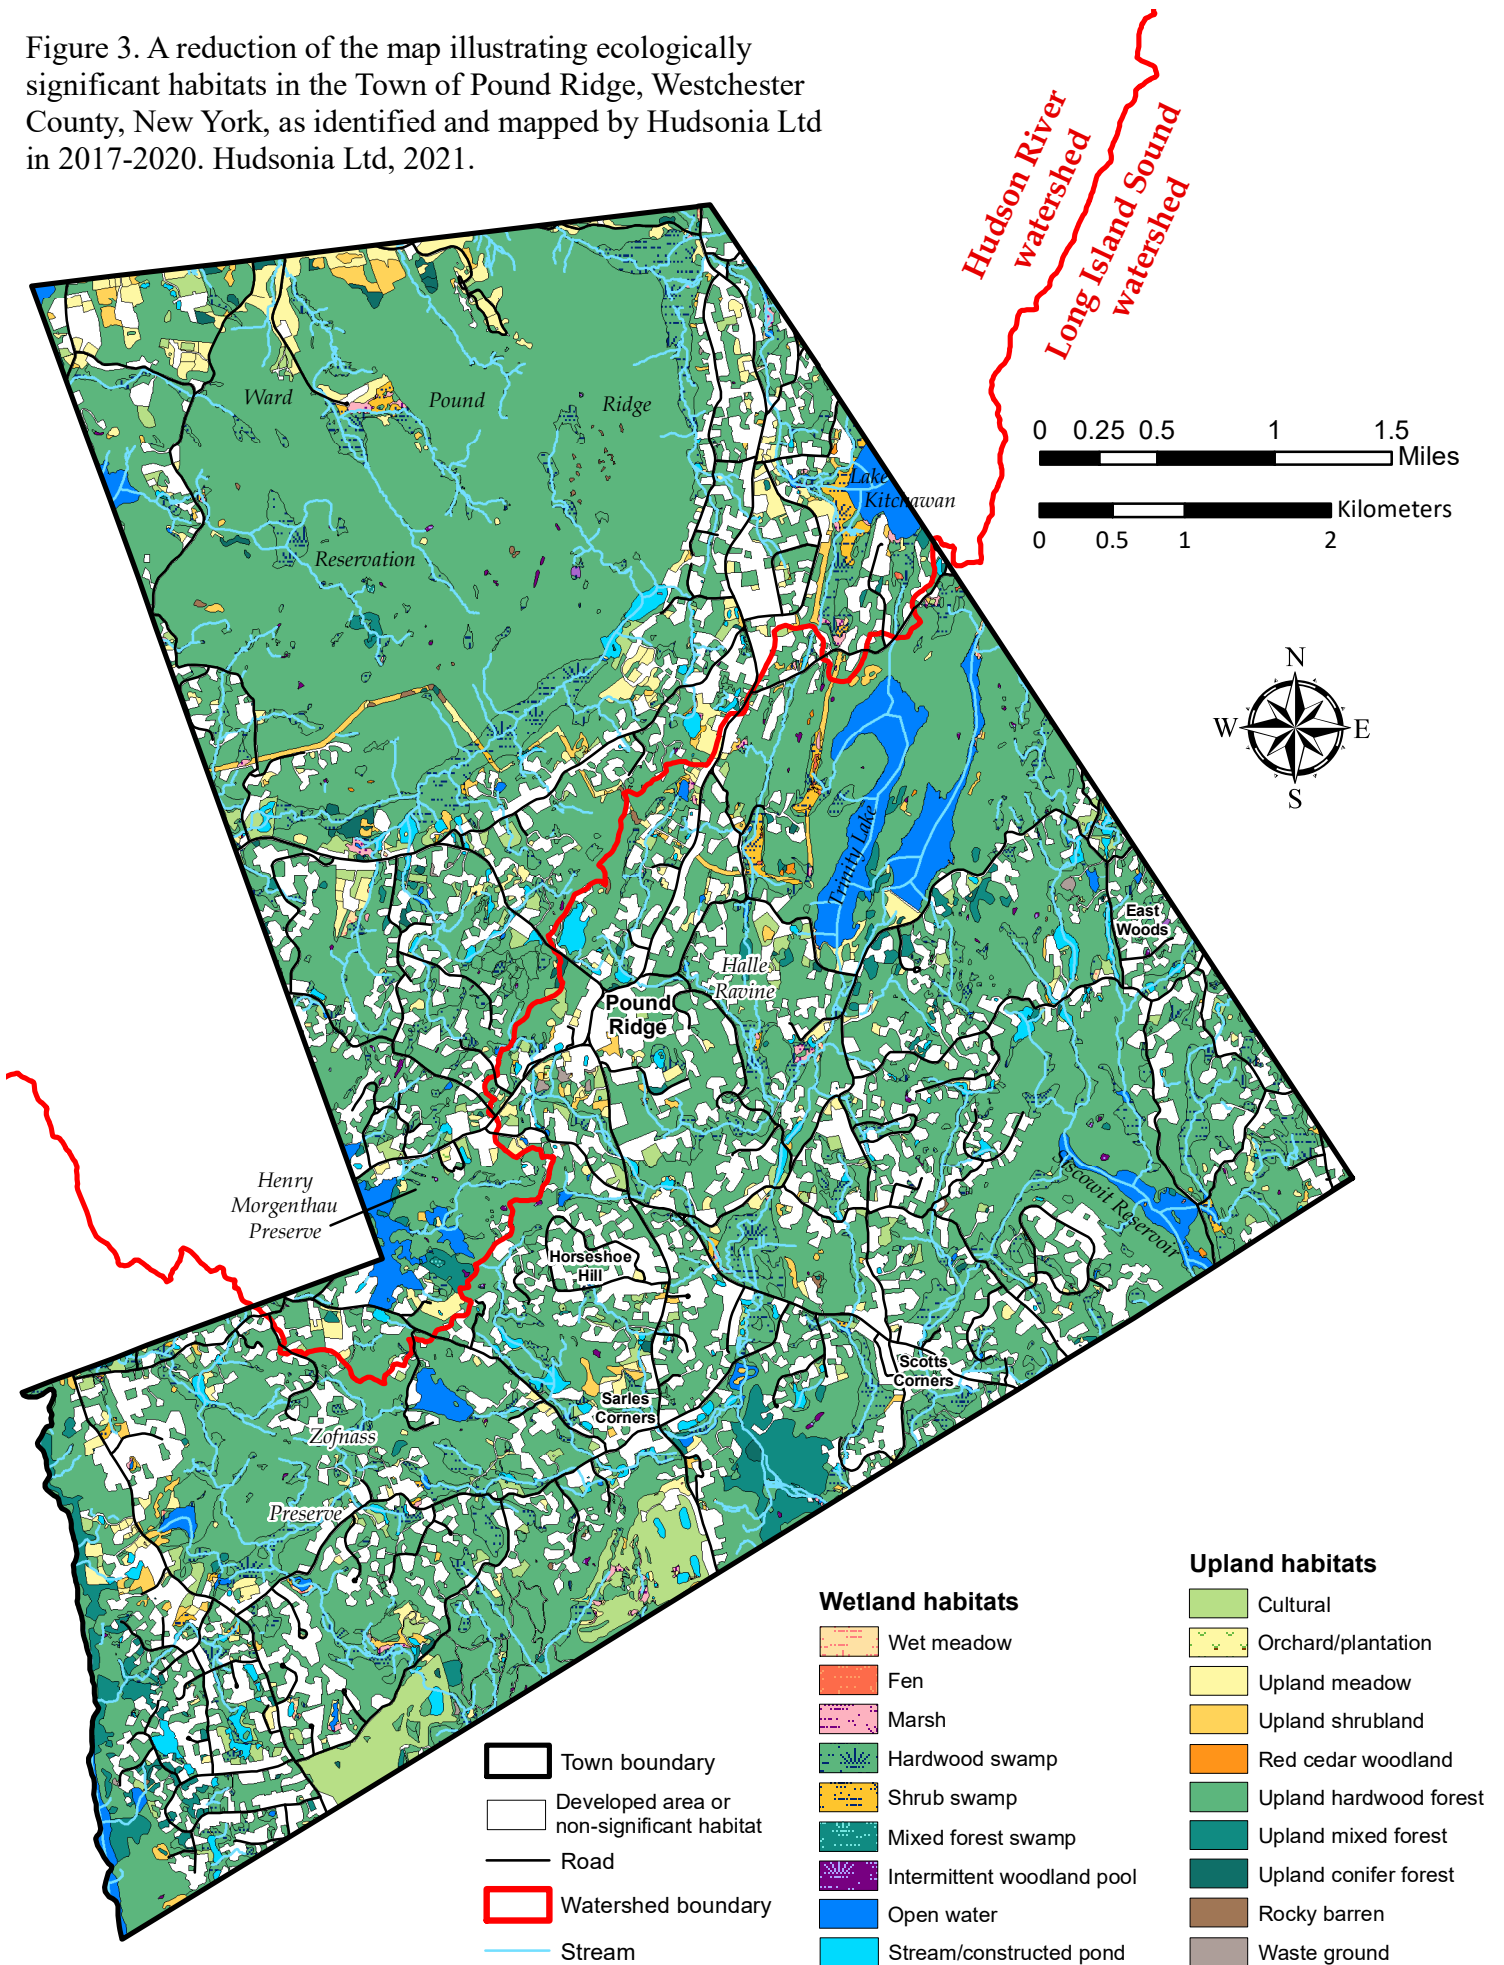 Figure 3. A reduction of the map illustrating ecologically
significant habitats in the Town of Pound Ridge, Westchester
County, New York, as identified and mapped by Hudsonia Ltd
in 2017-2020. Hudsonia Ltd, 2021.
Hudson River
watershed
Long Island Sound
watershed
0 0.25 0.5 1 1.5
Miles
Kilometers
0 0.5 1 2
N
W E
S
Ward Pound Ridge
Reservation
Lake
Kitchawan
Trinity Lake
East
Woods
Halle
Ravine
Pound
Ridge
Siscowit Reservoir
Henry
Morgenthau
Preserve
Horseshoe
Hill
Scotts
Corners
Sarles
Corners
Zofnass
Preserve
Town boundary
Developed area or
non-significant habitat
Road
Watershed boundary
Stream
Wetland habitats
Wet meadow
Fen
Marsh
Hardwood swamp
Shrub swamp
Mixed forest swamp
Intermittent woodland pool
Open water
Stream/constructed pond
Upland habitats
Cultural
Orchard/plantation
Upland meadow
Upland shrubland
Red cedar woodland
Upland hardwood forest
Upland mixed forest
Upland conifer forest
Rocky barren
Waste ground